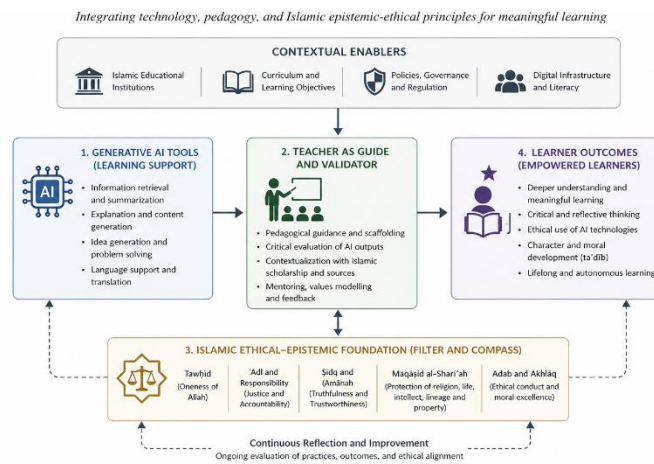 Integrating technology, pedagogy, and Islamic epistemic-ethical principles for meaningful learning
CONTEXTUAL ENABLERS
Islamic Educational
Institutions
Curriculum and
Learning Objectives
Policies, Governance
and Regulation
Digital Infrastructure
and Literacy
1. GENERATIVE AI TOOLS
(LEARNING SUPPORT)
AI
• Information retrieval
and summarization
• Explanation and content
generation
• Idea generation and
problem solving
• Language support and
translation
2. TEACHER AS GUIDE
AND VALIDATOR
• Pedagogical guidance and scaffolding
• Critical evaluation of AI outputs
• Contextualization with Islamic
scholarship and sources
• Mentoring, values modelling
and feedback
4. LEARNER OUTCOMES
(EMPOWERED LEARNERS)
• Deeper understanding and
meaningful learning
• Critical and reflective thinking
• Ethical use of AI technologies
• Character and moral
development (ta’dīb)
• Lifelong and autonomous learning
3. ISLAMIC ETHICAL–EPISTEMIC FOUNDATION (FILTER AND COMPASS)
Tawḥīd
(Oneness of
Allah)
‘Adl and
Responsibility
(Justice and
Accountability)
Ṣidq and
(Amānah
(Truthfulness and
Trustworthiness)
Maqāṣid al-Shari‘ah
(Protection of religion, life,
intellect, lineage and
property)
Adab and Akhlāq
(Ethical conduct and
moral excellence)
Continuous Reflection and Improvement
Ongoing evaluation of practices, outcomes, and ethical alignment